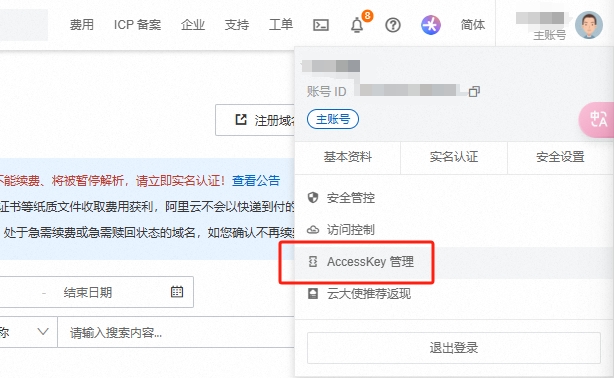 费用 ICP 备案 企业 支持 工单 8 简体
主账号
账号 ID
主账号
注册域名
基本资料 实名认证 安全设置
不能续费、将被暂停解析，请立即实名认证！查看公告
证书等纸质文件收取费用获利，阿里云不会以快递到付的
安全管控
处于急需续费或急需赎回状态的域名，如您确认不再续费
访问控制
AccessKey 管理
- 结束日期
云大使推荐返现
称 请输入搜索内容...
退出登录